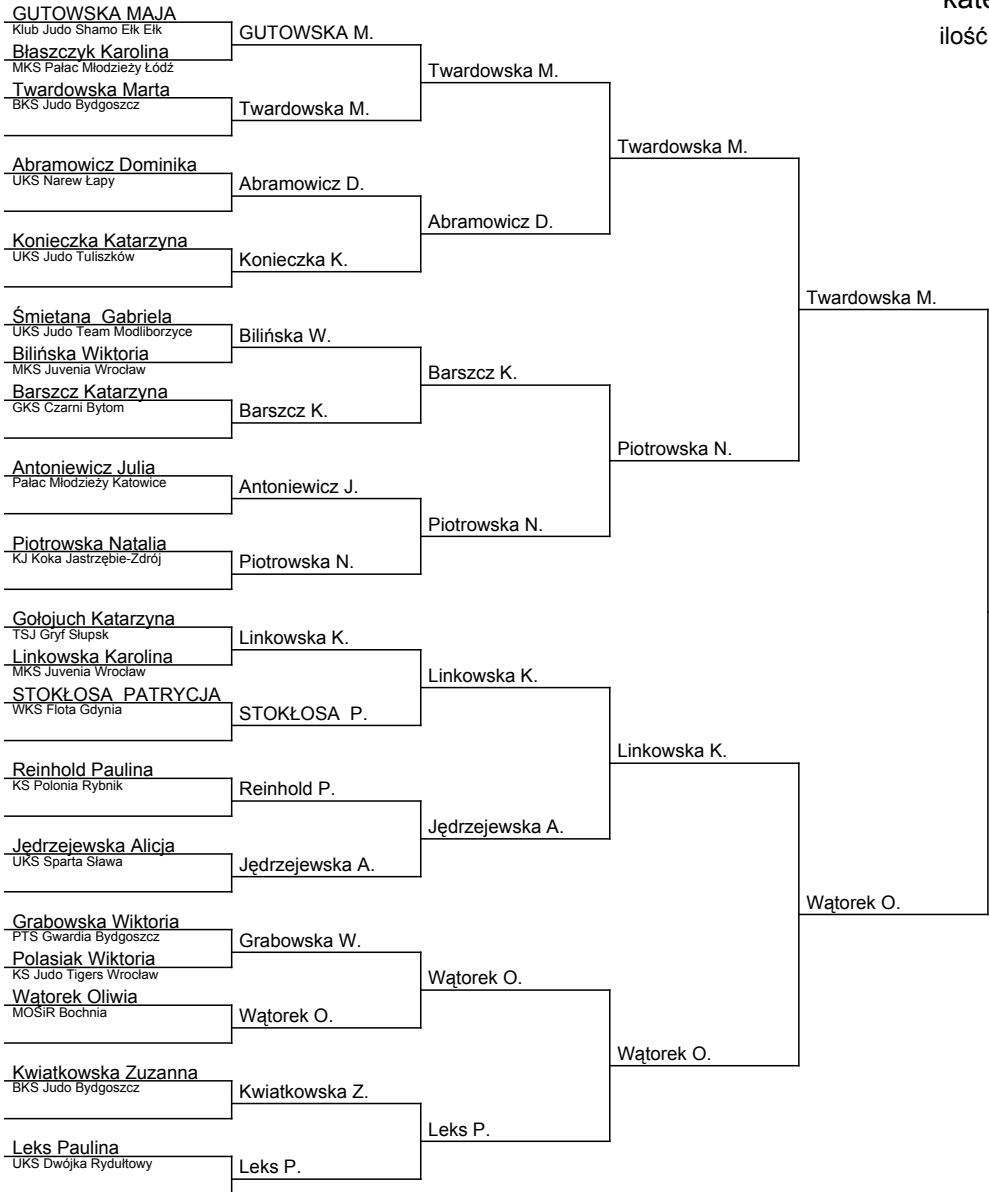 kate
ilość
GUTOWSKA MAJA
Klub Judo Shamo Ełk Ełk
Błaszczyk Karolina
MKS Pałac Młodzieży Łódź
Twardowska Marta
BKS Judo Bydgoszcz
Abramowicz Dominika
UKS Narew Łapy
Konieczka Katarzyna
UKS Judo Tuliszków
Śmietana Gabriela
UKS Judo Team Modliborzyce
Bilińska Wiktoria
MKS Juvenia Wrocław
Barszcz Katarzyna
GKS Czarni Bytom
Antoniewicz Julia
Pałac Młodzieży Katowice
Piotrowska Natalia
KJ Koka Jastrzębie-Zdrój
Gołojuch Katarzyna
TSJ Gryf Słupsk
Linkowska Karolina
MKS Juvenia Wrocław
STOKŁOSA PATRYCJA
WKS Flota Gdynia
Reinhold Paulina
KS Polonia Rybnik
Jędrzejewska Alicja
UKS Sparta Sława
Grabowska Wiktoria
PTS Gwardia Bydgoszcz
Polasiak Wiktoria
KS Judo Tigers Wrocław
Wątorek Oliwia
MOSiR Bochnia
Kwiatkowska Zuzanna
BKS Judo Bydgoszcz
Leks Paulina
UKS Dwójka Rydułtowy
GUTOWSKA M.
Twardowska M.
Abramowicz D.
Konieczka K.
Bilińska W.
Barszcz K.
Antoniewicz J.
Piotrowska N.
Linkowska K.
STOKŁOSA P.
Reinhold P.
Jędrzejewska A.
Grabowska W.
Wątorek O.
Kwiatkowska Z.
Leks P.
Twardowska M.
Abramowicz D.
Barszcz K.
Piotrowska N.
Linkowska K.
Jędrzejewska A.
Wątorek O.
Leks P.
Twardowska M.
Piotrowska N.
Linkowska K.
Wątorek O.
Twardowska M.
Wątorek O.